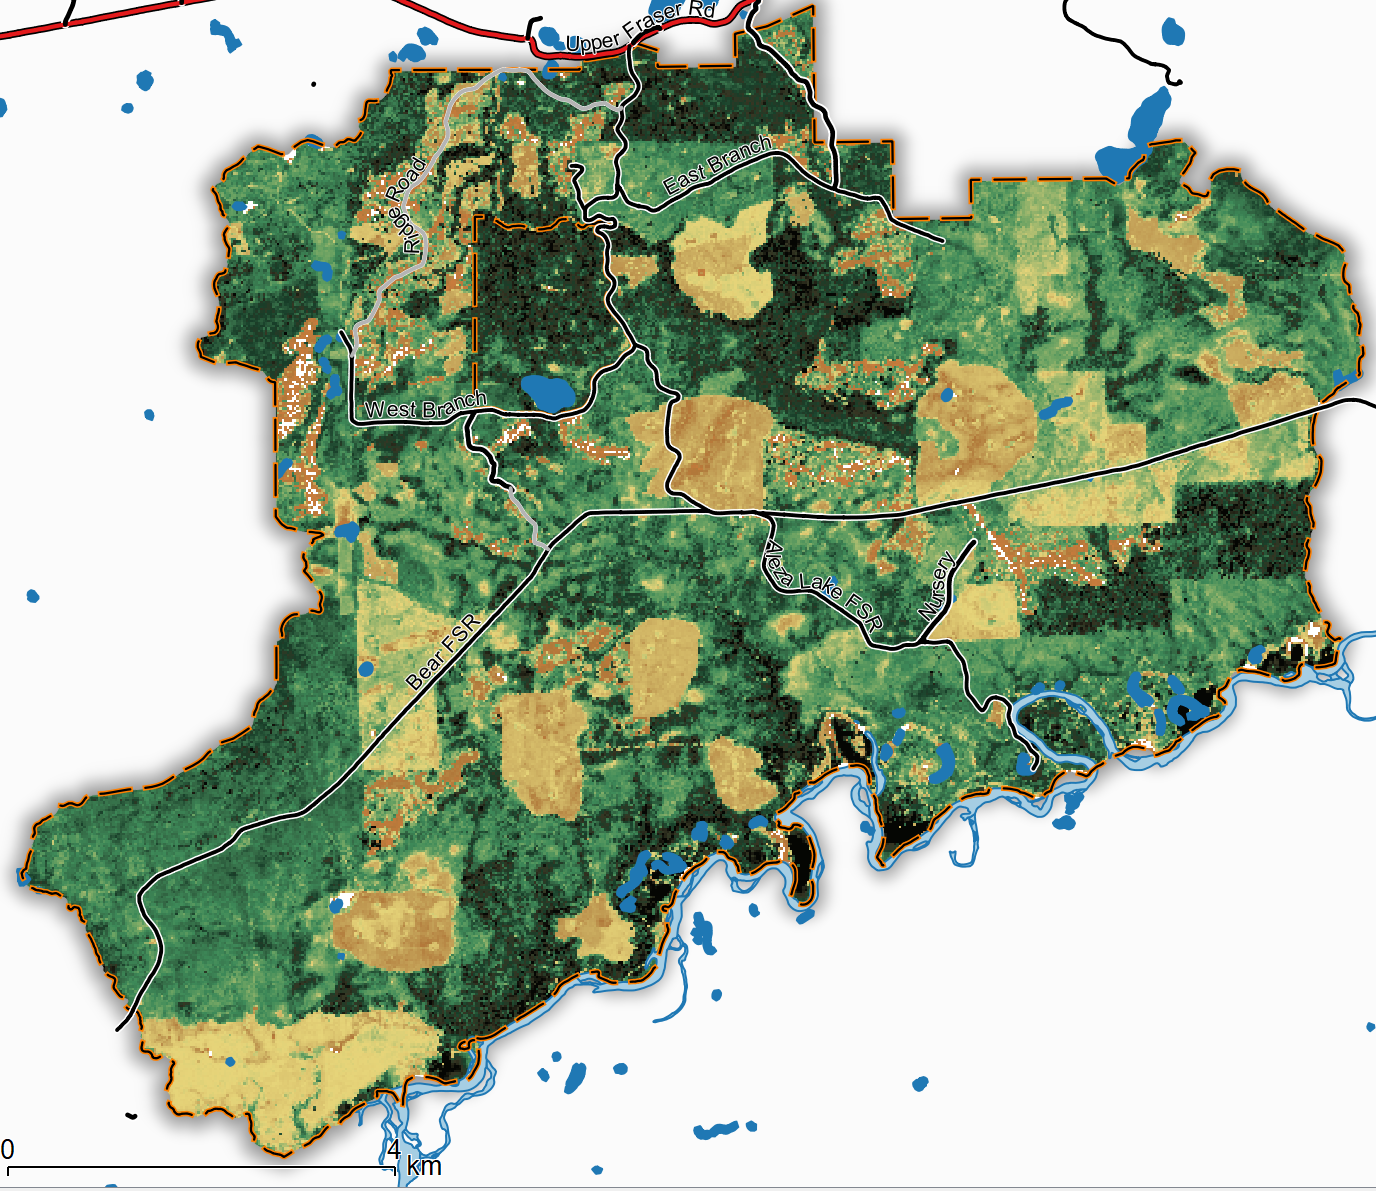 Upper Fraser Rd
East Branch
Ridge Road
West Branch
Aleza Lake FSR
Nursery
Bear FSR
0
4
km